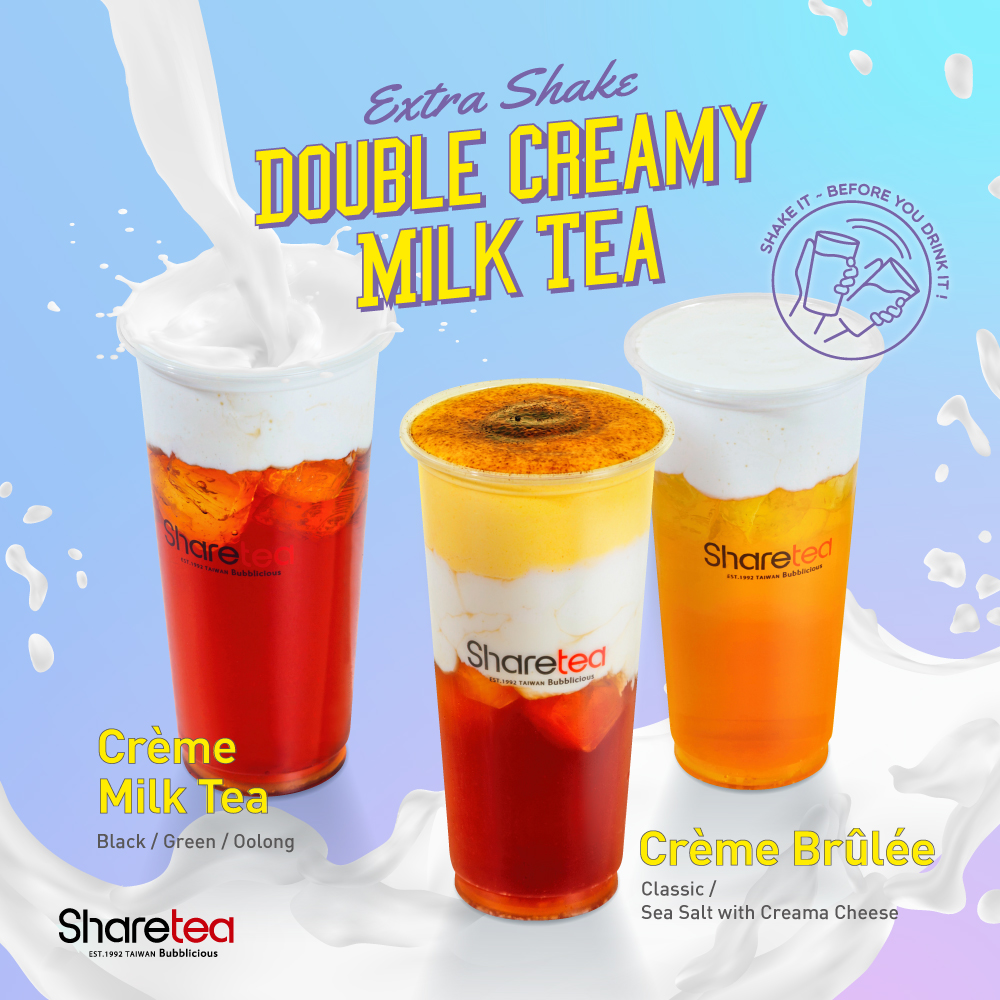 Extra Shake
DOUBLE CREAMY
MILK TEA
SHAKE IT ~ BEFORE YOU DRINK IT!
Sharetea
EST.1992 TAIWAN Bubblicious
Sharetea
EST.1992 TAIWAN Bubblicious
Sharetea
EST.1992 TAIWAN Bubblicious
Crème
Milk Tea
Black / Green / Oolong
Crème Brûlée
Classic /
Sea Salt with Creama Cheese
Sharetea
EST.1992 TAIWAN Bubblicious